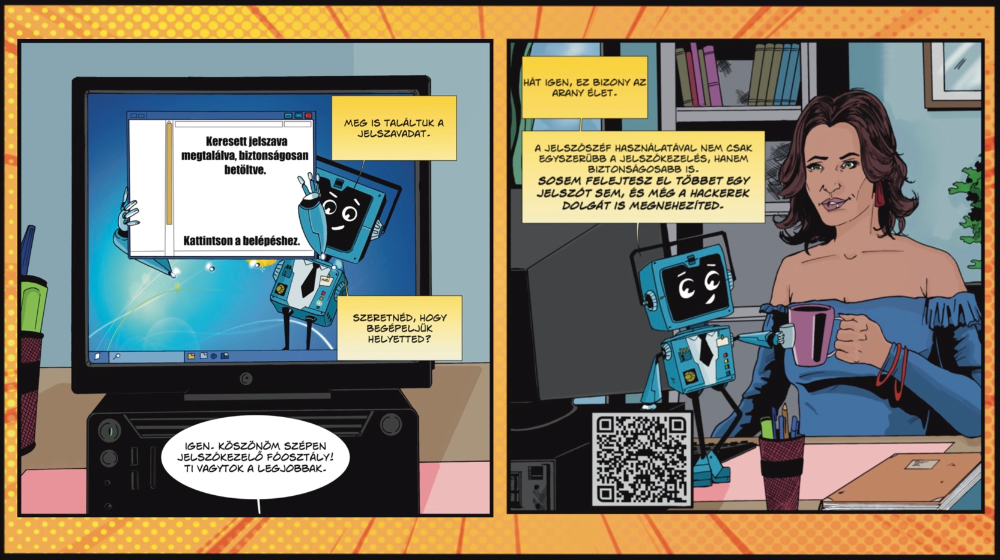 MEG IS TALÁLTUK A
JELSZAVADAT.
Keresett jelszava
megtalálva, biztonságosan
betöltve.
Kattintson a belépéshez.
SZERETNÉD, HOGY
BEGÉPELJÜK
HELYETTED?
IGEN. KÖSZÖNÖM SZÉPEN
JELSZÓKEZELŐ FŐOSZTÁLY!
TI VAGYTOK A LEGJOBBAK.
HÁT IGEN, EZ BIZONY AZ
ARANY ÉLET.
A JELSZÓSZÉF HASZNÁLATÁVAL NEM CSAK
EGYSZERŰBB A JELSZÓKEZELÉS, HANEM
BIZTONSÁGOSABB IS.
SOSEM FELEJTESZ EL TÖBBET EGY
JELSZÓT SEM, ÉS MÉG A HACKEREK
DOLGÁT IS MEGNEHEZÍTED.